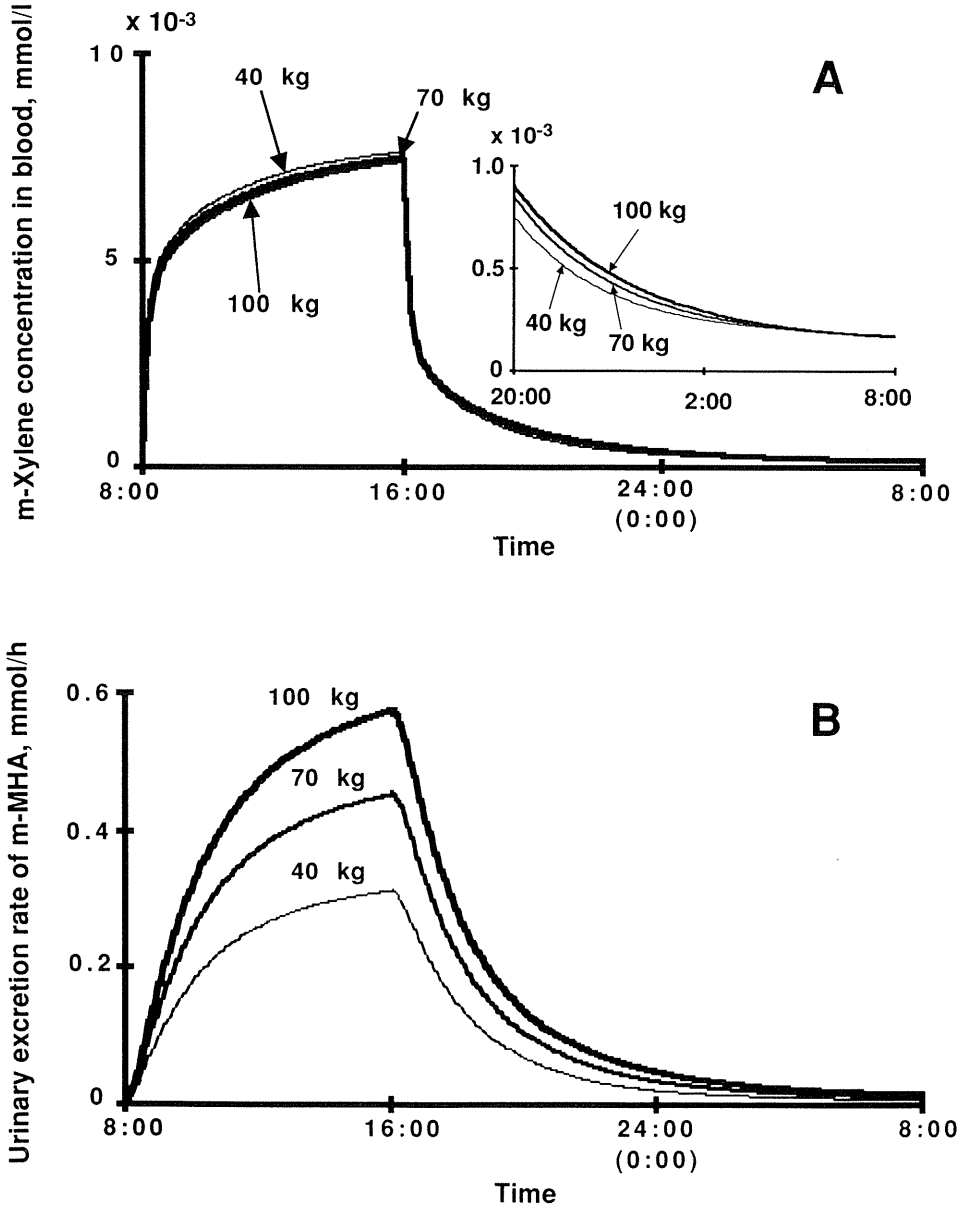 m-Xylene concentration in blood, mmol/l
x 10-3
10
5
0
40 kg
70 kg
100 kg
A
x 10-3
1.0
0.5
0
100 kg
40 kg
70 kg
20:00 2:00 8:00
8:00 16:00 24:00 8:00
(0:00)
Time
Urinary excretion rate of m-MHA, mmol/h
0.6
0.4
0.2
0
100 kg
70 kg
40 kg
B
8:00 16:00 24:00 8:00
(0:00)
Time